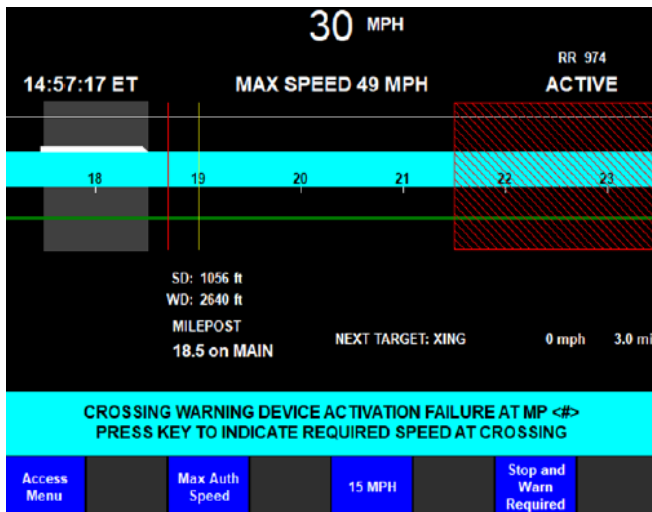 30 MPH
RR 974
14:57:17 ET MAX SPEED 49 MPH ACTIVE
18 19 20 21 22 23
SD: 1056 ft
WD: 2640 ft
MILEPOST
18.5 on MAIN
NEXT TARGET: XING 0 mph 3.0 mi
CROSSING WARNING DEVICE ACTIVATION FAILURE AT MP <#>
PRESS KEY TO INDICATE REQUIRED SPEED AT CROSSING
Access
Menu
Max Auth
Speed
15 MPH
Stop and
Warn
Required